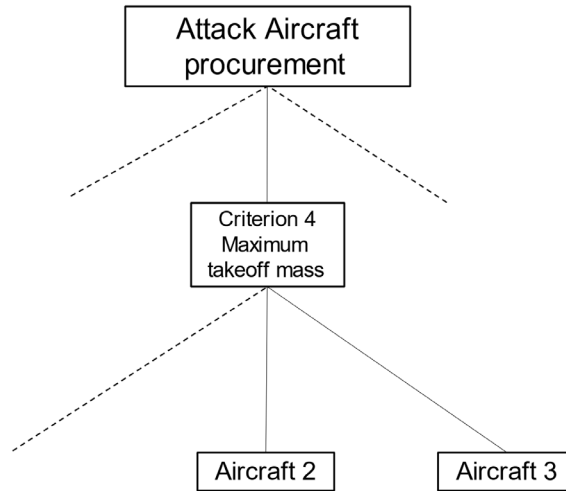 Attack Aircraft
procurement
Criterion 4
Maximum
takeoff mass
Aircraft 2
Aircraft 3